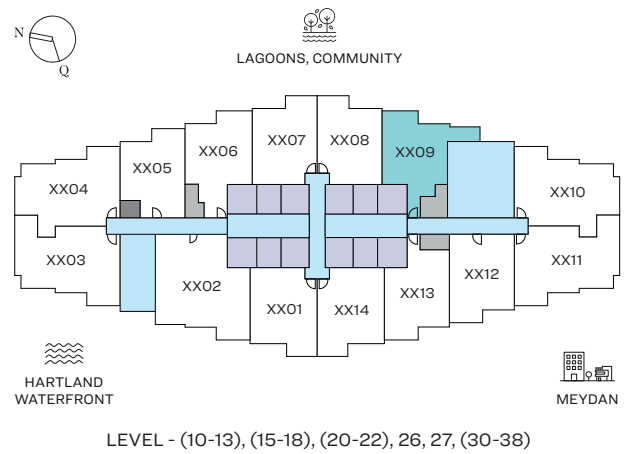 N
Q
LAGOONS, COMMUNITY
XX07
XX08
XX06
XX09
XX05
XX04
XX10
XX03
XX11
XX02
XX12
XX13
XX01
XX14
HARTLAND
WATERFRONT
MEYDAN
LEVEL - (10-13), (15-18), (20-22), 26, 27, (30-38)